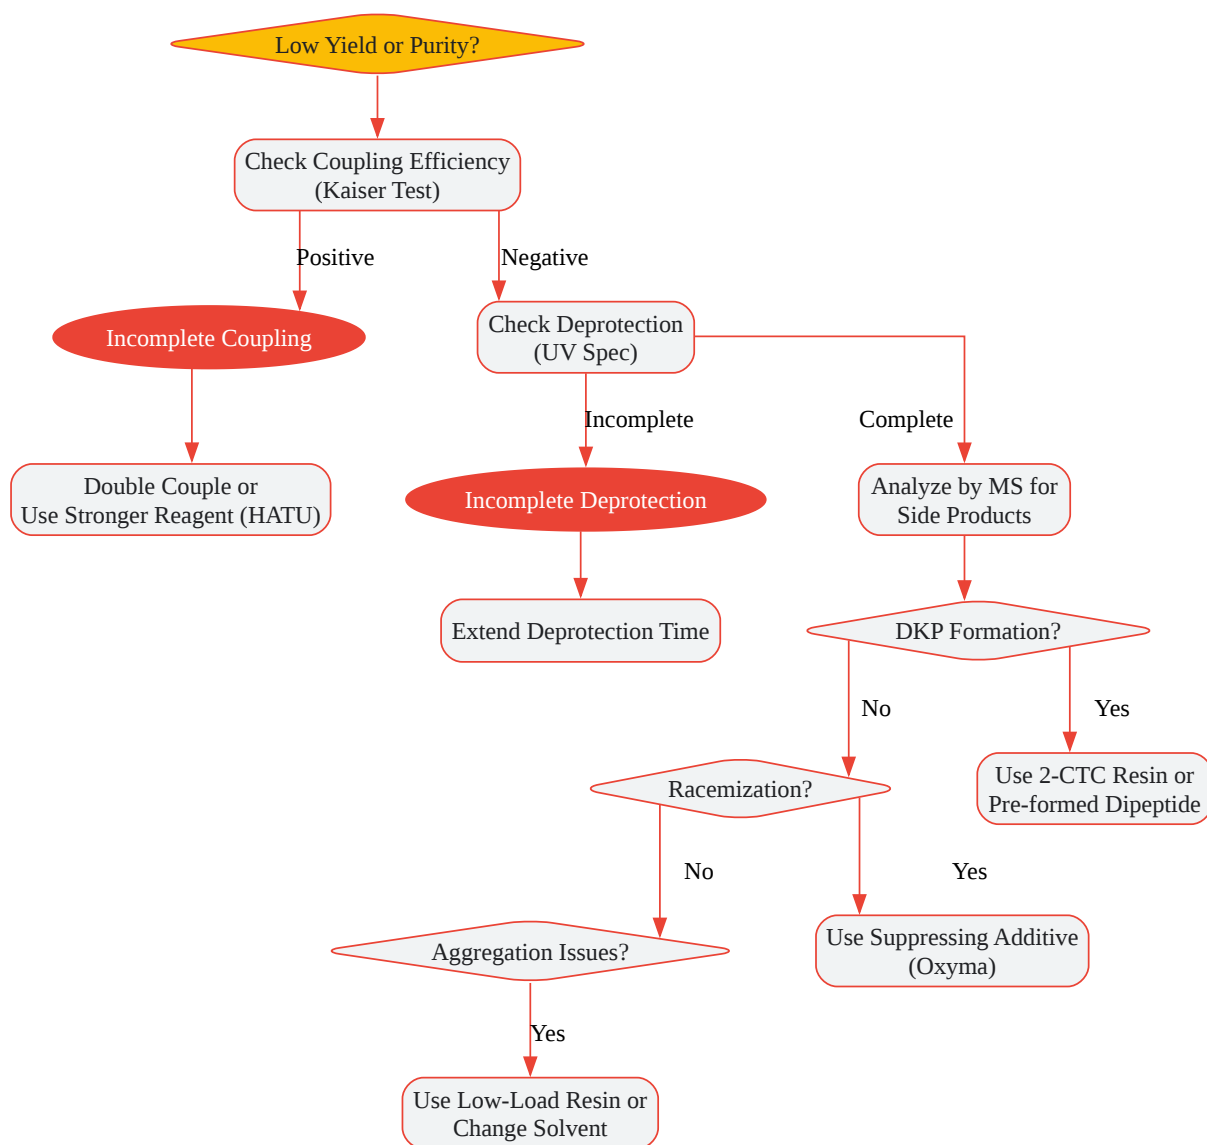 Low Yield or Purity?
Check Coupling Efficiency
(Kaiser Test)
Positive
Negative
Incomplete Coupling
Check Deprotection
(UV Spec)
Incomplete
Complete
Double Couple or
Use Stronger Reagent (HATU)
Incomplete Deprotection
Analyze by MS for
Side Products
Extend Deprotection Time
DKP Formation?
No
Yes
Racemization?
Use 2-CTC Resin or
Pre-formed Dipeptide
No
Yes
Aggregation Issues?
Use Suppressing Additive
(Oxyma)
Yes
Use Low-Load Resin or
Change Solvent